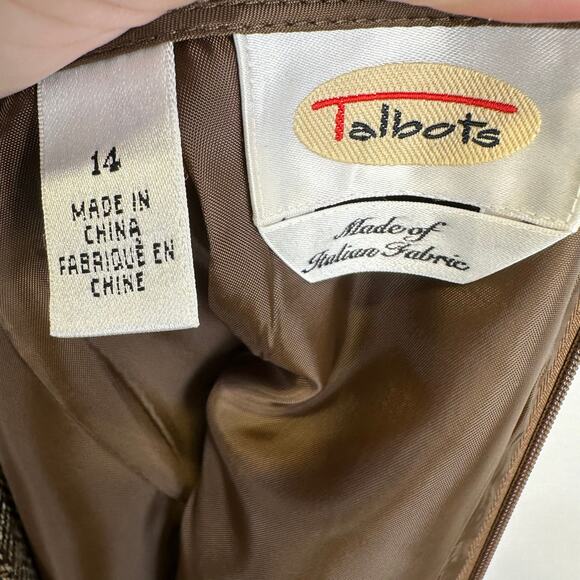 14
MADE IN
CHINA
FABRIQUÉ EN
CHINE
Talbots
Made of
Italian Fabric